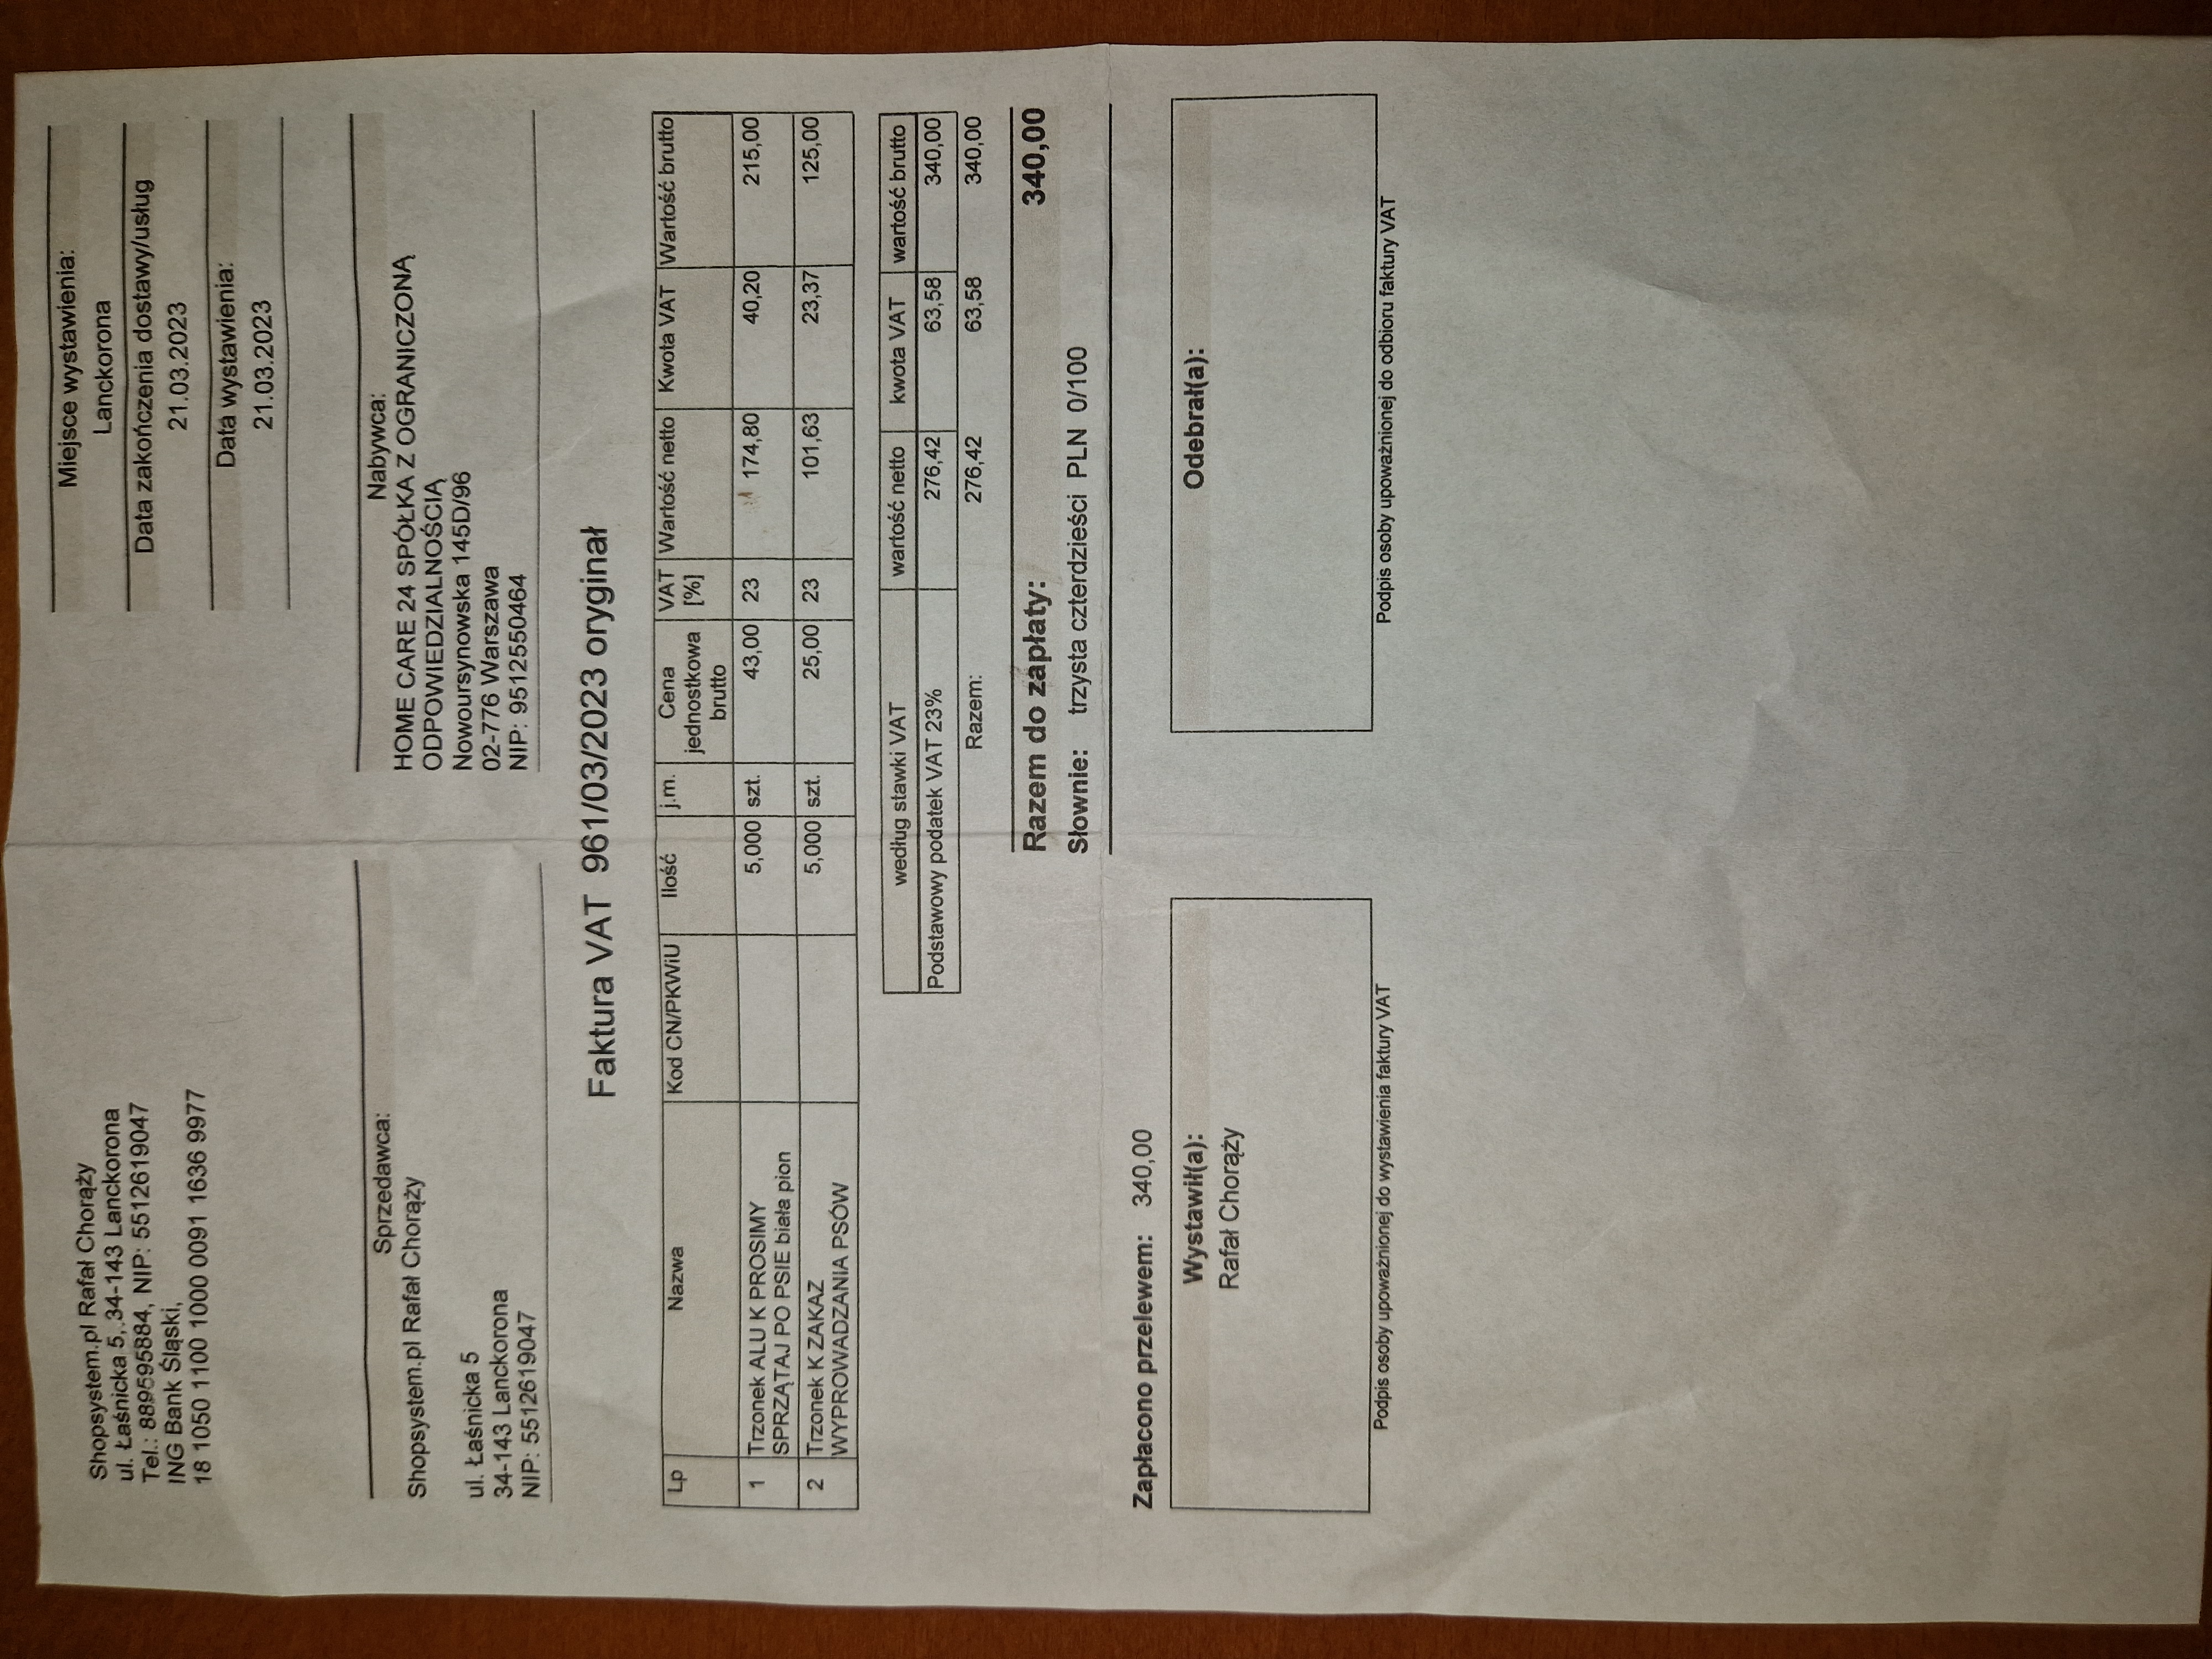 Shopsystem.pl Rafał Chorąży
ul. Łaśnicka 5, 34-143 Lanckorona
Tel.: 889595884, NIP: 5512619047
ING Bank Śląski,
18 1050 1100 1000 0091 1636 9977
Miejsce wystawienia:
Lanckorona
Data zakończenia dostawy/usług
21.03.2023
Data wystawienia:
21.03.2023
Sprzedawca:
Shopsystem.pl Rafał Chorąży
ul. Łaśnicka 5
34-143 Lanckorona
NIP: 5512619047
Nabywca:
HOME CARE 24 SPÓŁKA Z OGRANICZONĄ
ODPOWIEDZIALNOŚCIĄ
Nowoursynowska 145D/96
02-776 Warszawa
NIP: 9512550464
Faktura VAT 961/03/2023 oryginał
Lp Nazwa Kod CN/PKWiU Ilość j.m. Cena jednostkowa brutto VAT [%] Wartość netto Kwota VAT Wartość brutto
1 Trzonek ALU K PROSIMY 5,000 szt. 43,00 23 174,80 40,20 215,00
SPRZĄTAJ PO PSIE biała pion
2 Trzonek K ZAKAZ 5,000 szt. 25,00 23 101,63 23,37 125,00
WYPROWADZANIA PSÓW
według stawki VAT wartość netto kwota VAT wartość brutto
Podstawowy podatek VAT 23% 276,42 63,58 340,00
Razem: 276,42 63,58 340,00
Razem do zapłaty: 340,00
Słownie: trzysta czterdzieści PLN 0/100
Zapłacono przelewem: 340,00
Wystawił(a):
Rafał Chorąży
Podpis osoby upoważnionej do wystawienia faktury VAT
Odebrał(a):
Podpis osoby upoważnionej do odbioru faktury VAT